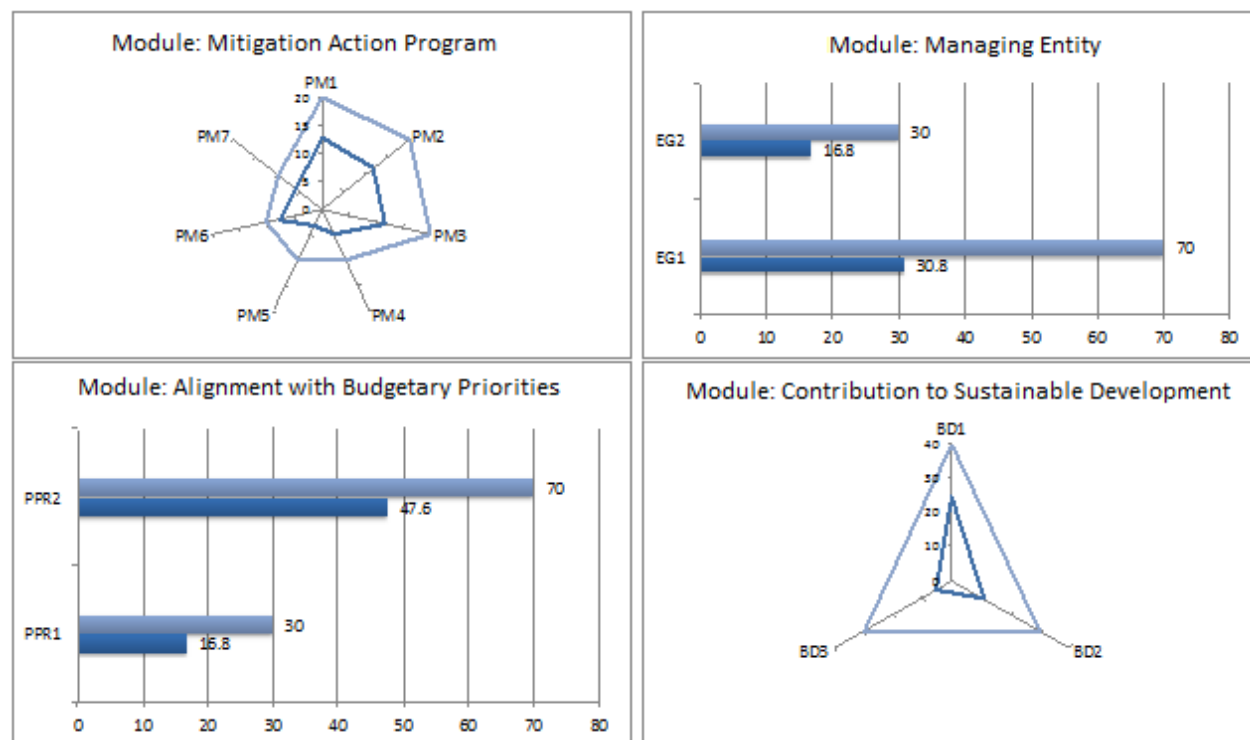 Module: Mitigation Action Program
PM1
20
PM7
15
PM2
10
5
0
PM6
PM3
PM5
PM4
Module: Managing Entity
EG2
30
16.8
EG1
70
30.8
0 10 20 30 40 50 60 70 80
Module: Alignment with Budgetary Priorities
PPR2
70
47.6
PPR1
30
16.8
0 10 20 30 40 50 60 70 80
Module: Contribution to Sustainable Development
BD1
40
30
20
10
0
BD3
BD2